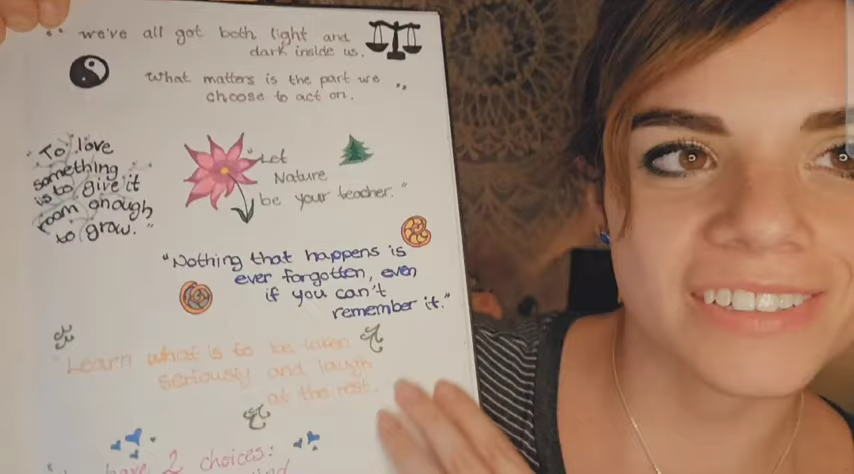 " we've all got both light and
dark inside us.
What matters is the part we
choose to act on. "
"To love
something
is to give it
room enough
to grow."
"Let
Nature
be your teacher."
"Nothing that happens is
ever forgotten, even
if you can't
remember it."
"Learn what is to be taken
seriously and laugh
at the rest.
have 2 choices: